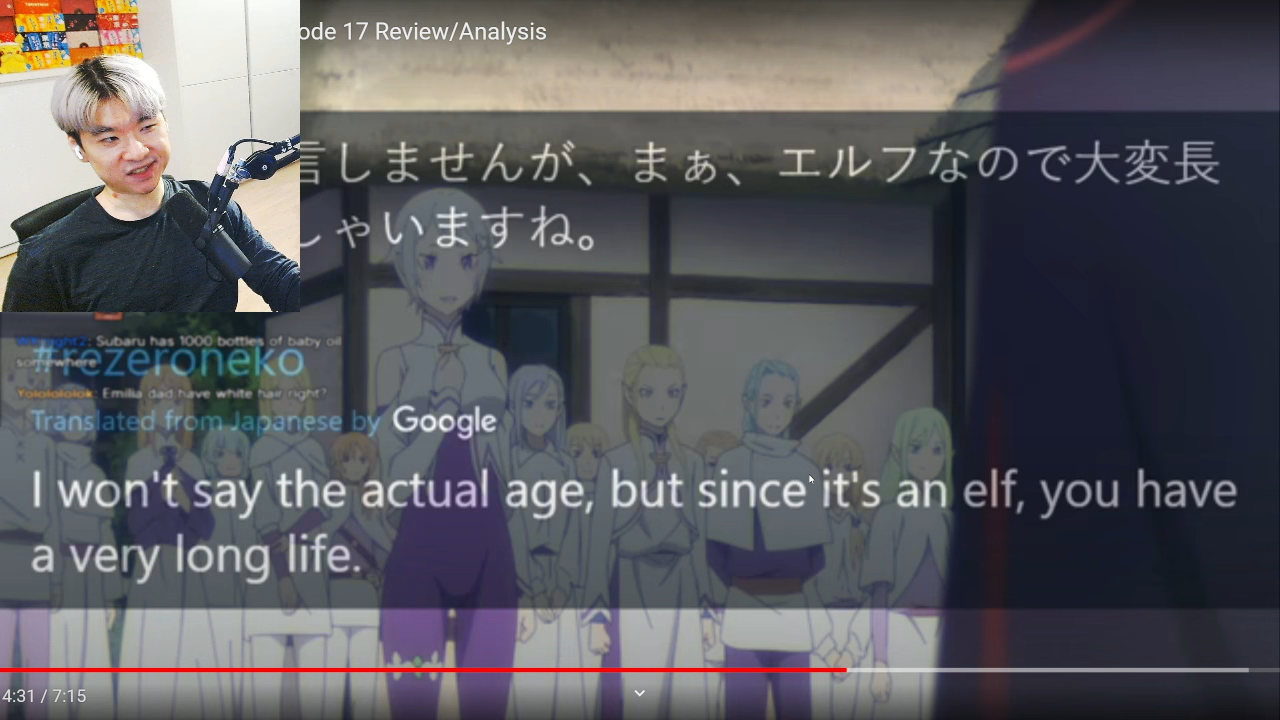 ode 17 Review/Analysis
言しませんが、まぁ、エルフなので大変長
しゃいますね。
: Subaru has 1000 bottles of baby oil
somewhere
#rezeroneko
Yolololololok: Emilia dad have white hair right?
Translated from Japanese by Google
I won't say the actual age, but since it's an elf, you have
a very long life.
4:31 / 7:15